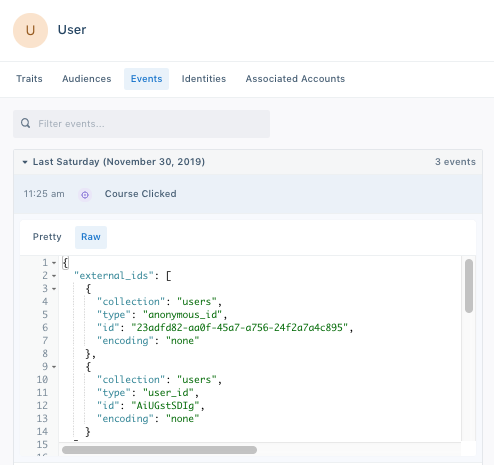 U
User
Traits Audiences Events Identities Associated Accounts
Filter events...
Last Saturday (November 30, 2019) 3 events
11:25 am Course Clicked
Pretty Raw
1 {
2 "external_ids": [
3 {
4 "collection": "users",
5 "type": "anonymous_id",
6 "id": "23adfd82-aa0f-45a7-a756-24f2a7a4c895",
7 "encoding": "none"
8 },
9 {
10 "collection": "users",
11 "type": "user_id",
12 "id": "AiUGstSDIg",
13 "encoding": "none"
14 }
15